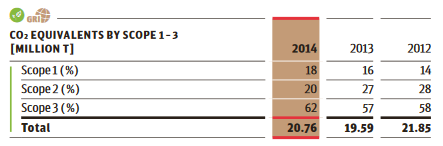 GRI
CO2 EQUIVALENTS BY SCOPE 1 – 3
[MILLION T] 2014 2013 2012
Scope 1 (%) 18 16 14
Scope 2 (%) 20 27 28
Scope 3 (%) 62 57 58
Total 20.76 19.59 21.85